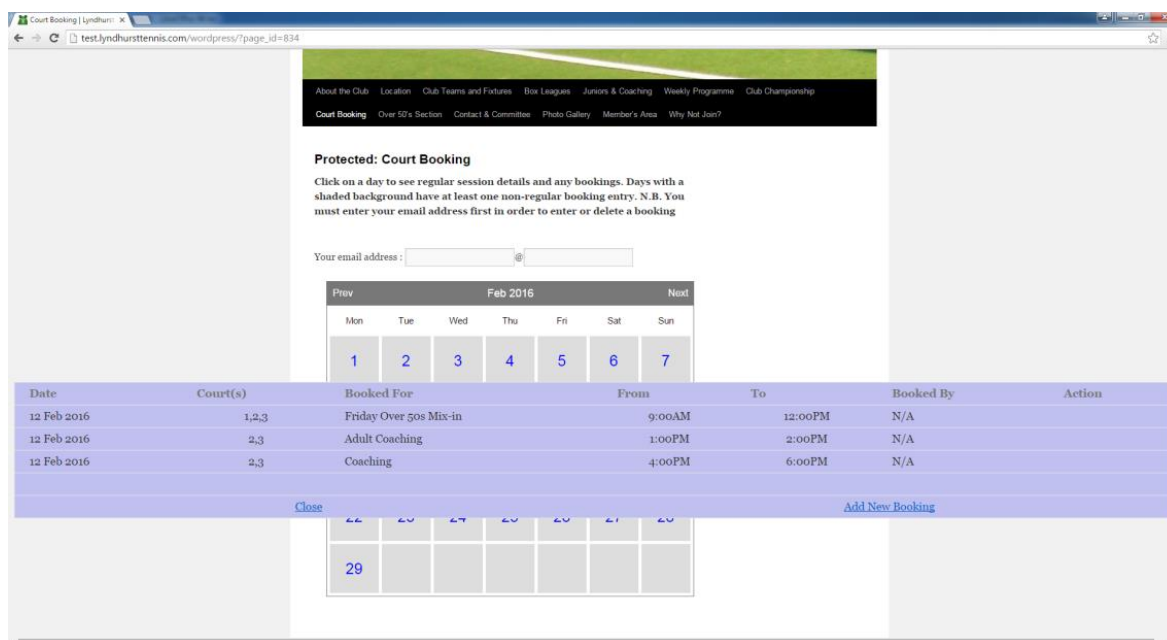 Court Booking | Lyndhurst
test.lyndhursttennis.com/wordpress/?page_id=834
About the Club Location Club Teams and Fixtures Box Leagues Juniors & Coaching Weekly Programme Club Championship
Court Booking Over 50's Section Contact & Committee Photo Gallery Member's Area Why Not Join?
Protected: Court Booking
Click on a day to see regular session details and any bookings. Days with a
shaded background have at least one non-regular booking entry. N.B. You
must enter your email address first in order to enter or delete a booking
Your email address : @
Prev Feb 2016 Next
Mon Tue Wed Thu Fri Sat Sun
1 2 3 4 5 6 7
Date Court(s) Booked For From To Booked By Action
12 Feb 2016 1,2,3 Friday Over 50s Mix-in 9:00AM 12:00PM N/A
12 Feb 2016 2,3 Adult Coaching 1:00PM 2:00PM N/A
12 Feb 2016 2,3 Coaching 4:00PM 6:00PM N/A
Close Add New Booking
22 23 24 25 26 27 28
29